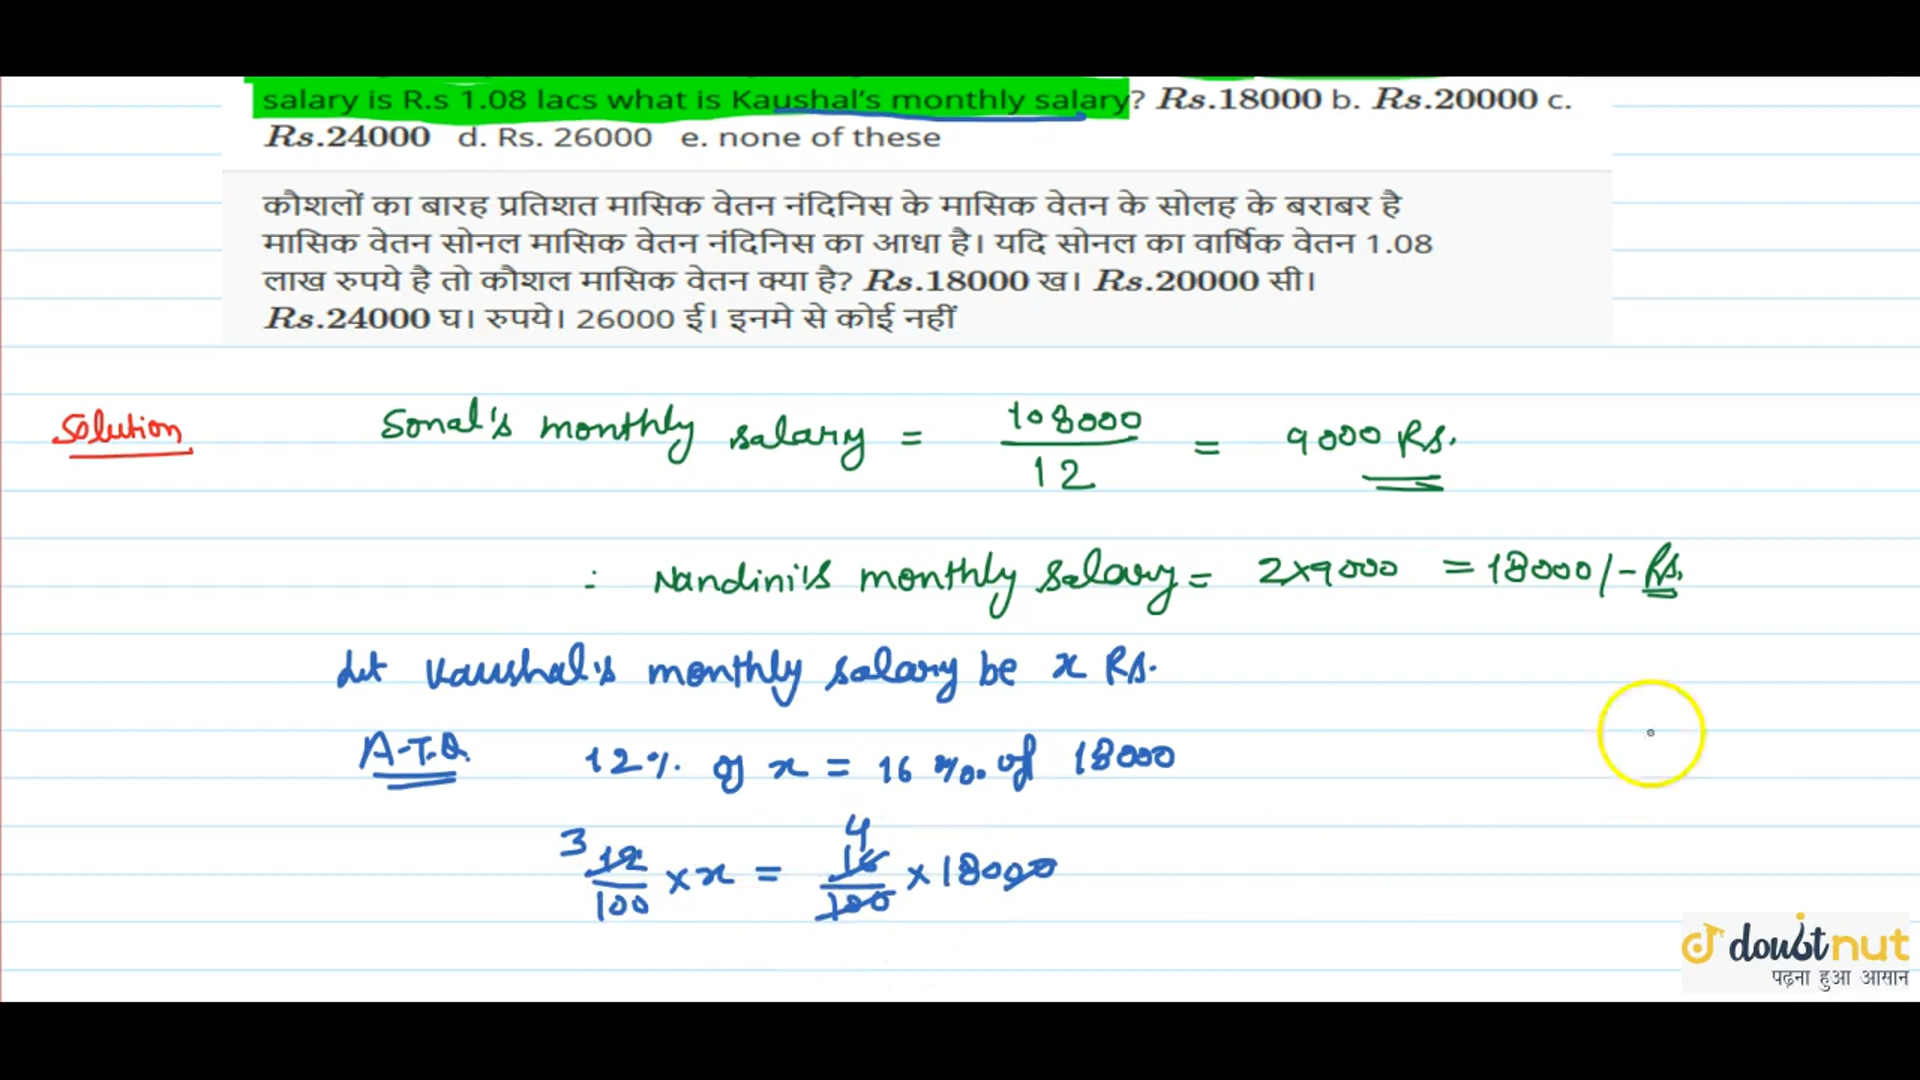 salary is R.s 1.08 lacs what is Kaushal's monthly salary? Rs.18000 b. Rs.20000 c.
Rs.24000 d. Rs. 26000 e. none of these
कौशलों का बारह प्रतिशत मासिक वेतन नंदिनिस के मासिक वेतन के सोलह के बराबर है
मासिक वेतन सोनल मासिक वेतन नंदिनिस का आधा है। यदि सोनल का वार्षिक वेतन 1.08
लाख रुपये है तो कौशल मासिक वेतन क्या है? Rs.18000 ख। Rs.20000 सी।
Rs.24000 घ। रुपये। 26000 ई। इनमे से कोई नहीं
Solution Sonal's monthly salary = 108000/12 = 9000 Rs.
: Nandini's monthly salary = 2×9000 = 18000/- Rs.
Let Kaushal's monthly salary be x Rs.
A.T.Q. 12% of x = 16 %. of 18000
3 4
12/100 × x = 16/100 × 18000
doubtnut
पढ़ना हुआ आसान